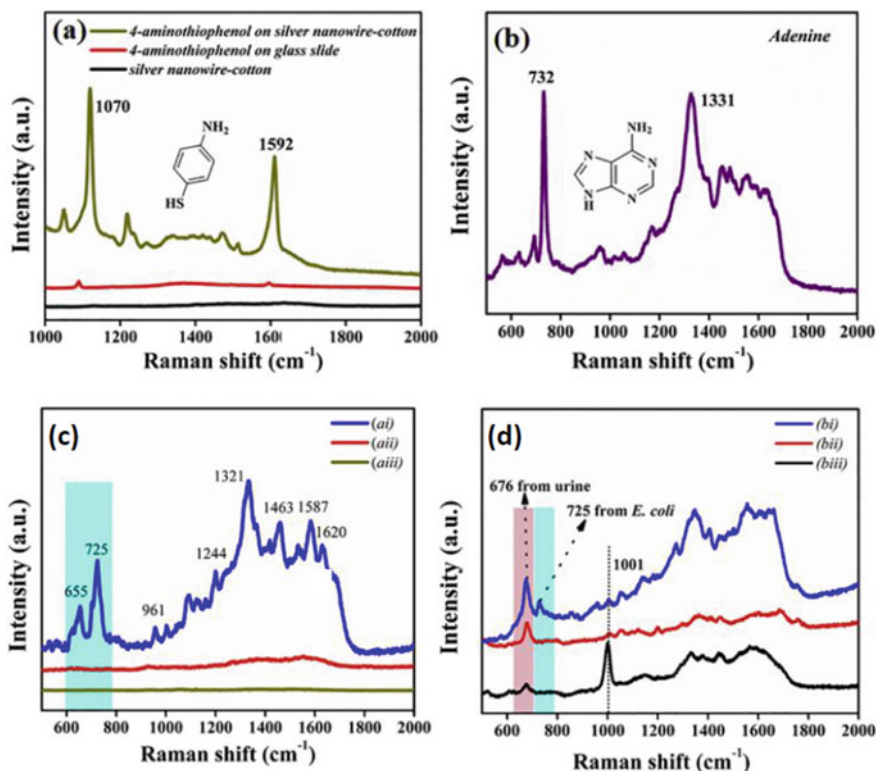 (a)
4-aminothiophenol on silver nanowire-cotton
4-aminothiophenol on glass slide
silver nanowire-cotton
1070
1592
NH2
HS
Intensity (a.u.)
1000 1200 1400 1600 1800 2000
Raman shift (cm-1)
(b)
Adenine
732
1331
NH2
N
N
N
N
H
Intensity (a.u.)
600 800 1000 1200 1400 1600 1800 2000
Raman shift (cm-1)
(c)
(ai)
(aii)
(aiii)
655
725
961
1244
1321
1463
1587
1620
Intensity (a.u.)
600 800 1000 1200 1400 1600 1800 2000
Raman shift (cm-1)
(d)
(bi)
(bii)
(biii)
676 from urine
725 from E. coli
1001
Intensity (a.u.)
600 800 1000 1200 1400 1600 1800 2000
Raman shift (cm-1)